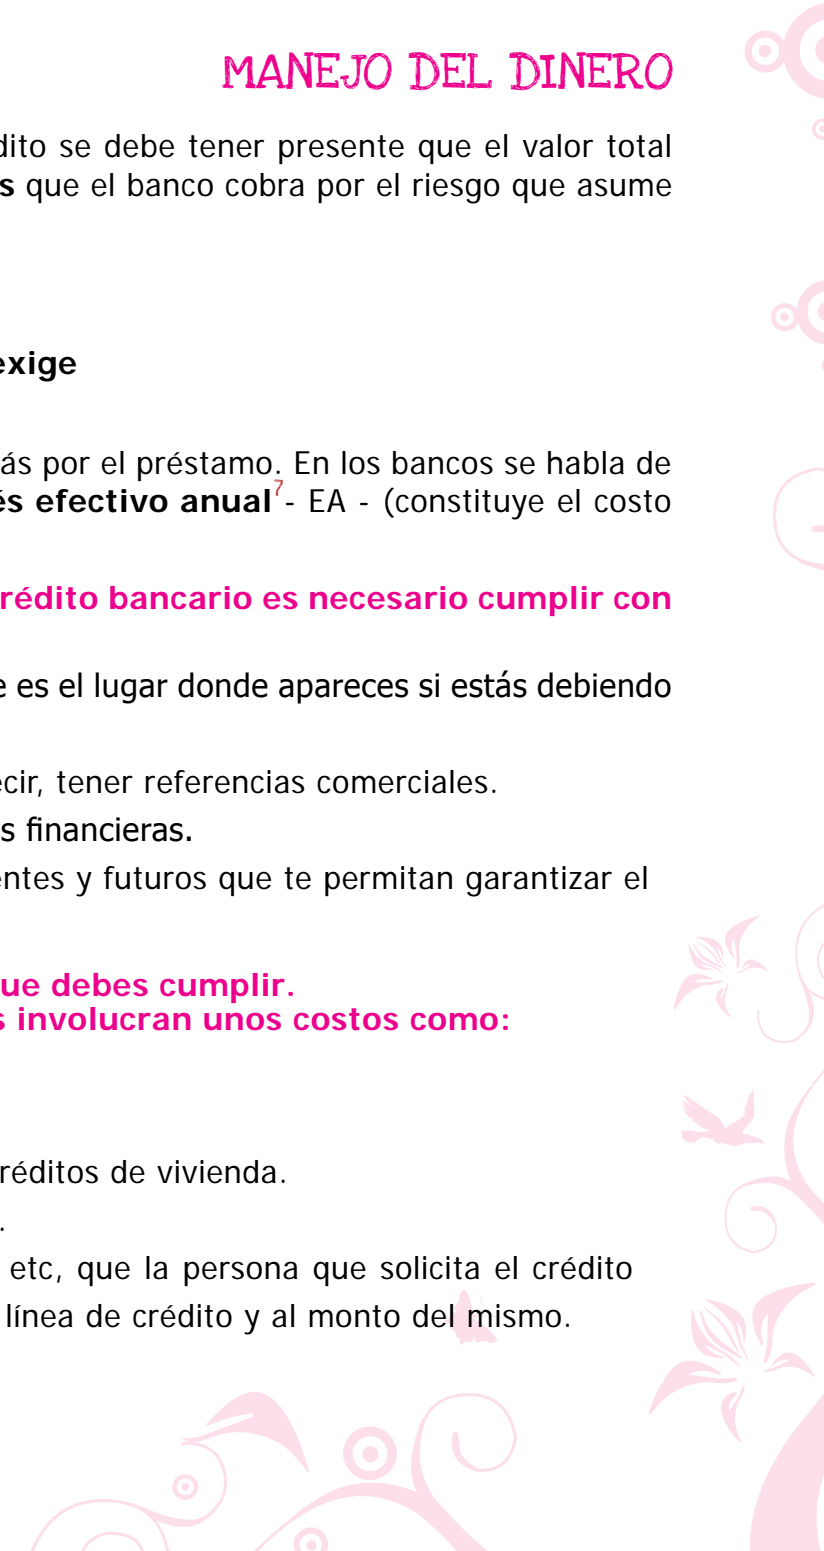 MANEJO DEL DINERO
dito se debe tener presente que el valor total
s que el banco cobra por el riesgo que asume
exige
ás por el préstamo. En los bancos se habla de
és efectivo anual7- EA - (constituye el costo
rédito bancario es necesario cumplir con
e es el lugar donde apareces si estás debiendo
ecir, tener referencias comerciales.
s financieras.
entes y futuros que te permitan garantizar el
ue debes cumplir.
s involucran unos costos como:
réditos de vivienda.
.
etc, que la persona que solicita el crédito
línea de crédito y al monto del mismo.